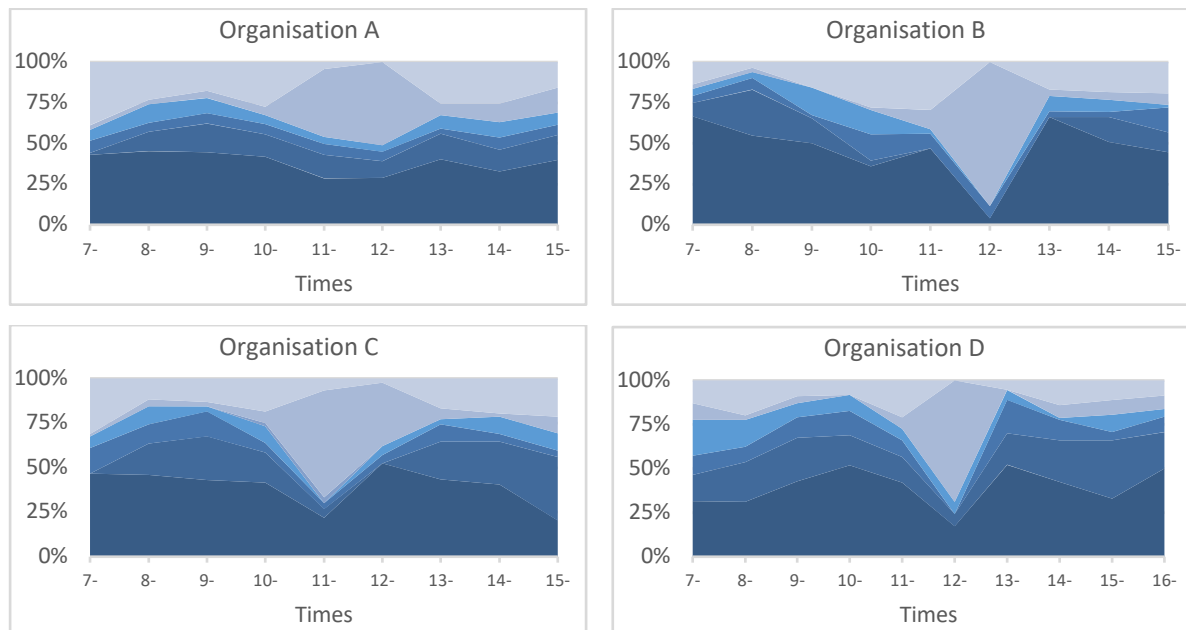 Organisation A
100%
75%
50%
25%
0%
7- 8- 9- 10- 11- 12- 13- 14- 15-
Times
Organisation B
100%
75%
50%
25%
0%
7- 8- 9- 10- 11- 12- 13- 14- 15-
Times
Organisation C
100%
75%
50%
25%
0%
7- 8- 9- 10- 11- 12- 13- 14- 15-
Times
Organisation D
100%
75%
50%
25%
0%
7- 8- 9- 10- 11- 12- 13- 14- 15- 16-
Times